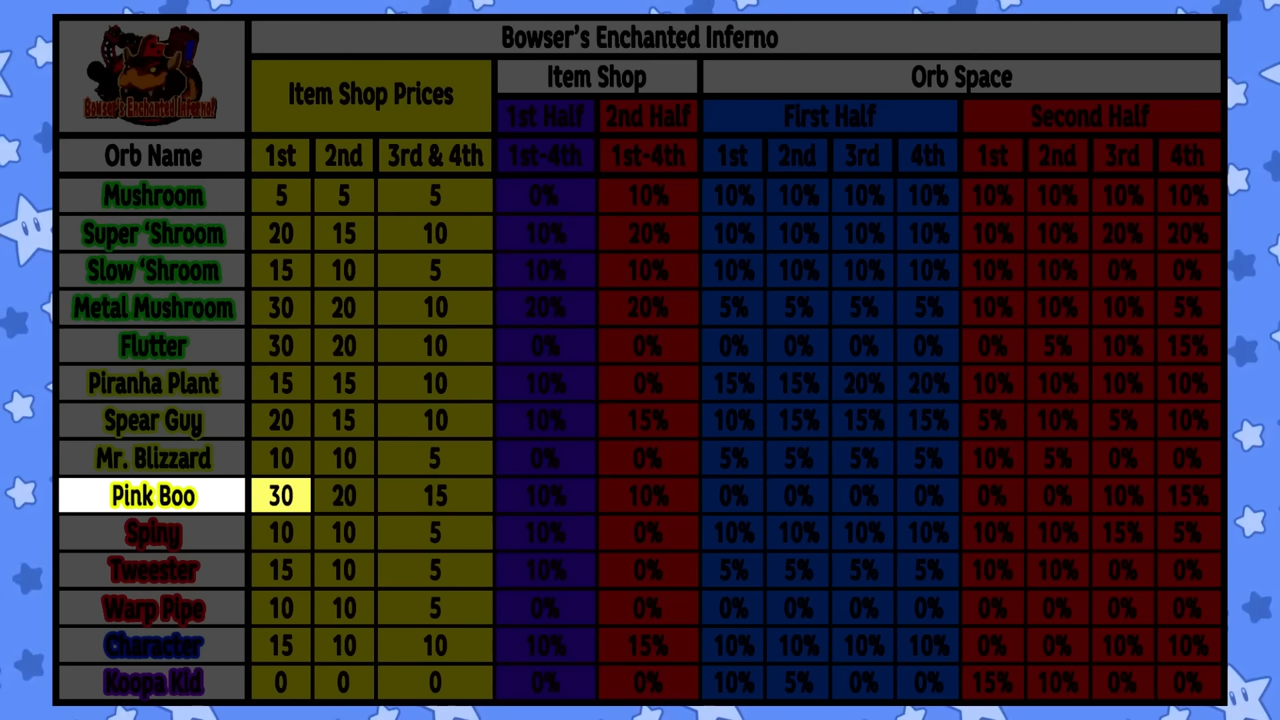 Bowser's Enchanted Inferno!
Bowser's Enchanted Inferno
Item Shop Prices
Item Shop
Orb Space
1st Half 2nd Half First Half Second Half
Orb Name 1st 2nd 3rd & 4th 1st-4th 1st-4th 1st 2nd 3rd 4th 1st 2nd 3rd 4th
Mushroom 5 5 5 0% 10% 10% 10% 10% 10% 10% 10% 10% 10%
Super ‘Shroom 20 15 10 10% 20% 10% 10% 10% 10% 10% 10% 20% 20%
Slow ‘Shroom 15 10 5 10% 10% 10% 10% 10% 10% 10% 10% 0% 0%
Metal Mushroom 30 20 10 20% 20% 5% 5% 5% 5% 10% 10% 10% 5%
Flutter 30 20 10 0% 0% 0% 0% 0% 0% 0% 5% 10% 15%
Piranha Plant 15 15 10 10% 0% 15% 15% 20% 20% 10% 10% 10% 10%
Spear Guy 20 15 10 10% 15% 10% 15% 15% 15% 5% 10% 5% 10%
Mr. Blizzard 10 10 5 0% 0% 5% 5% 5% 5% 10% 5% 0% 0%
Pink Boo 30 20 15 10% 10% 0% 0% 0% 0% 0% 0% 10% 15%
Spiny 10 10 5 10% 0% 10% 10% 10% 10% 10% 10% 15% 5%
Tweester 15 10 5 10% 0% 5% 5% 5% 5% 10% 10% 0% 0%
Warp Pipe 10 10 5 0% 0% 0% 0% 0% 0% 0% 0% 0% 0%
Character 15 10 10 10% 15% 10% 10% 10% 10% 0% 0% 10% 10%
Koopa Kid 0 0 0 0% 0% 10% 5% 0% 0% 15% 10% 0% 0%